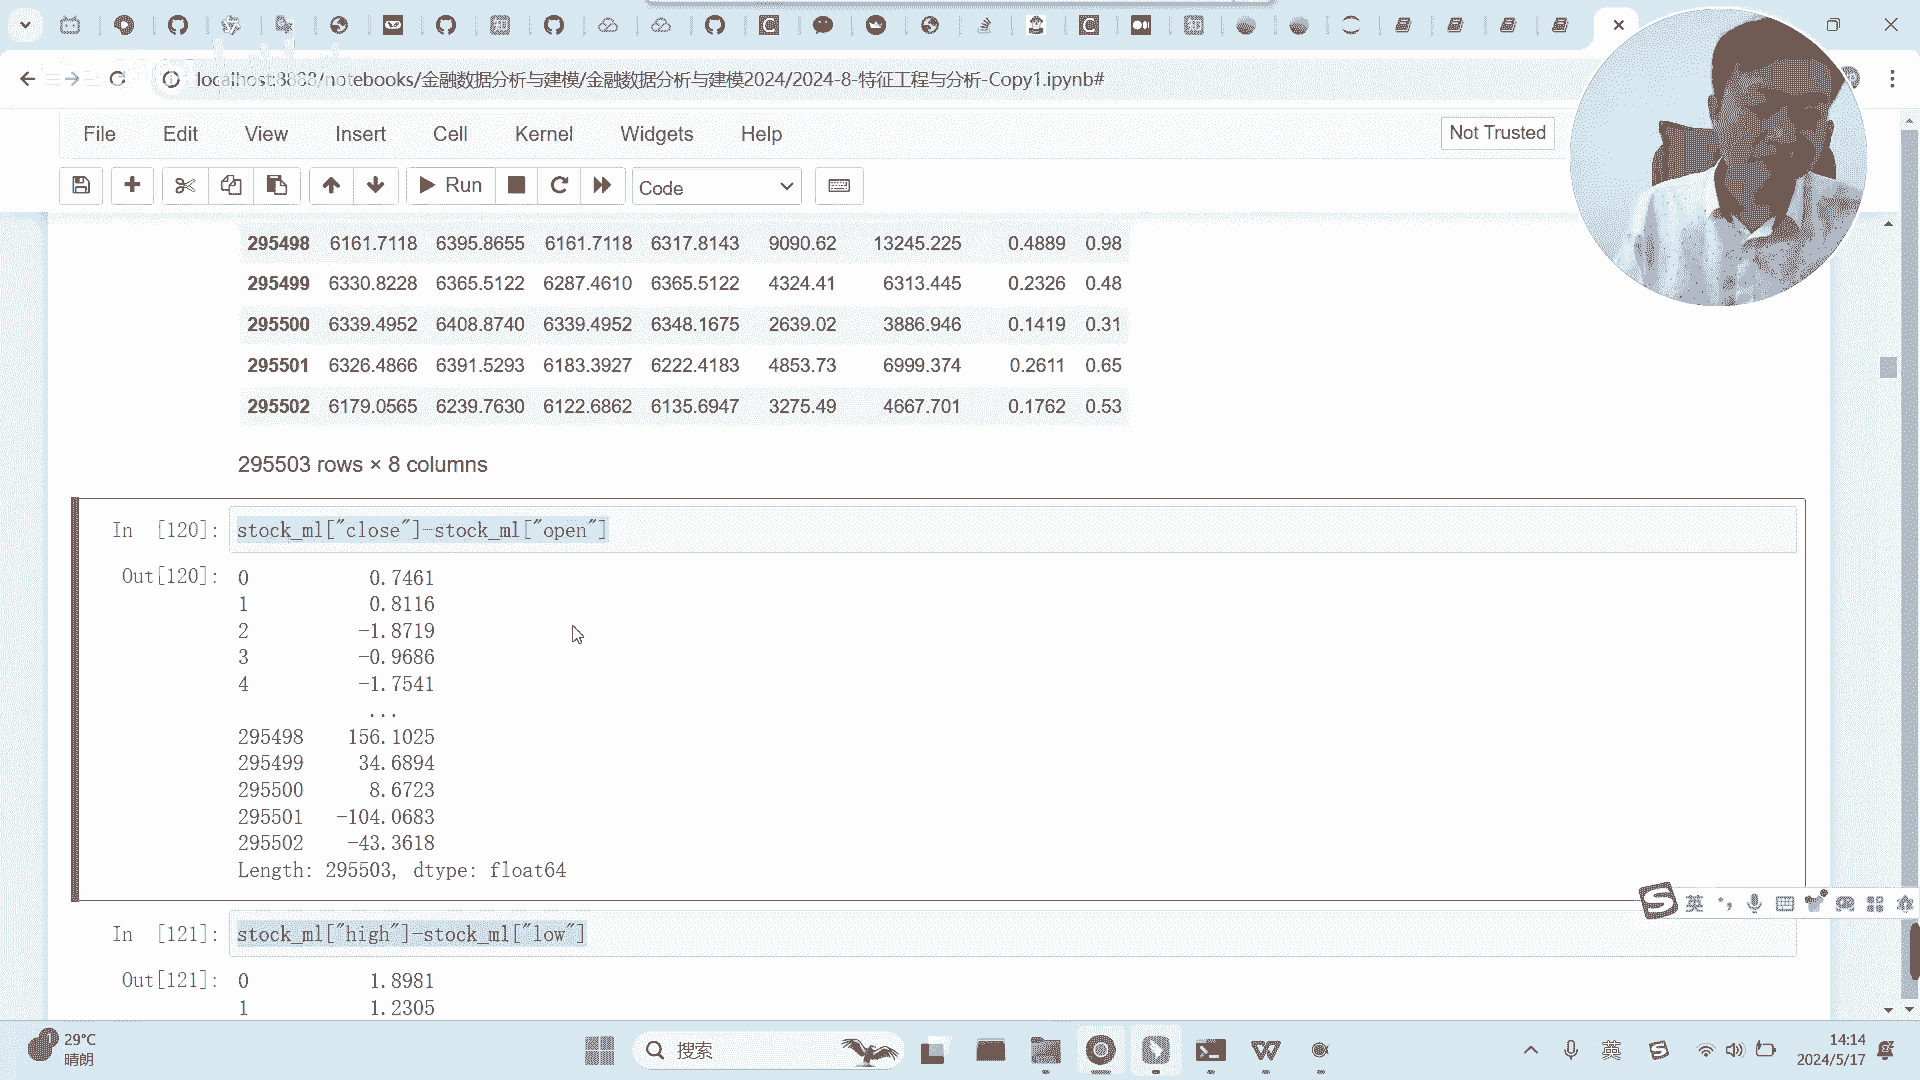 localhost:8888/notebooks/金融数据分析与建模/金融数据分析与建模2024/2024-8-特征工程与分析-Copy1.ipynb#
File Edit View Insert Cell Kernel Widgets Help Not Trusted
Run Code
295498 6161.7118 6395.8655 6161.7118 6317.8143 9090.62 13245.225 0.4889 0.98
295499 6330.8228 6365.5122 6287.4610 6365.5122 4324.41 6313.445 0.2326 0.48
295500 6339.4952 6408.8740 6339.4952 6348.1675 2639.02 3886.946 0.1419 0.31
295501 6326.4866 6391.5293 6183.3927 6222.4183 4853.73 6999.374 0.2611 0.65
295502 6179.0565 6239.7630 6122.6862 6135.6947 3275.49 4667.701 0.1762 0.53
295503 rows × 8 columns
In [120]: stock_ml["close"]-stock_ml["open"]
Out[120]: 0 0.7461
1 0.8116
2 -1.8719
3 -0.9686
4 -1.7541
...
295498 156.1025
295499 34.6894
295500 8.6723
295501 -104.0683
295502 -43.3618
Length: 295503, dtype: float64
In [121]: stock_ml["high"]-stock_ml["low"]
Out[121]: 0 1.8981
1 1.2305
英
29°C
晴朗
搜索
英
14:14
2024/5/17